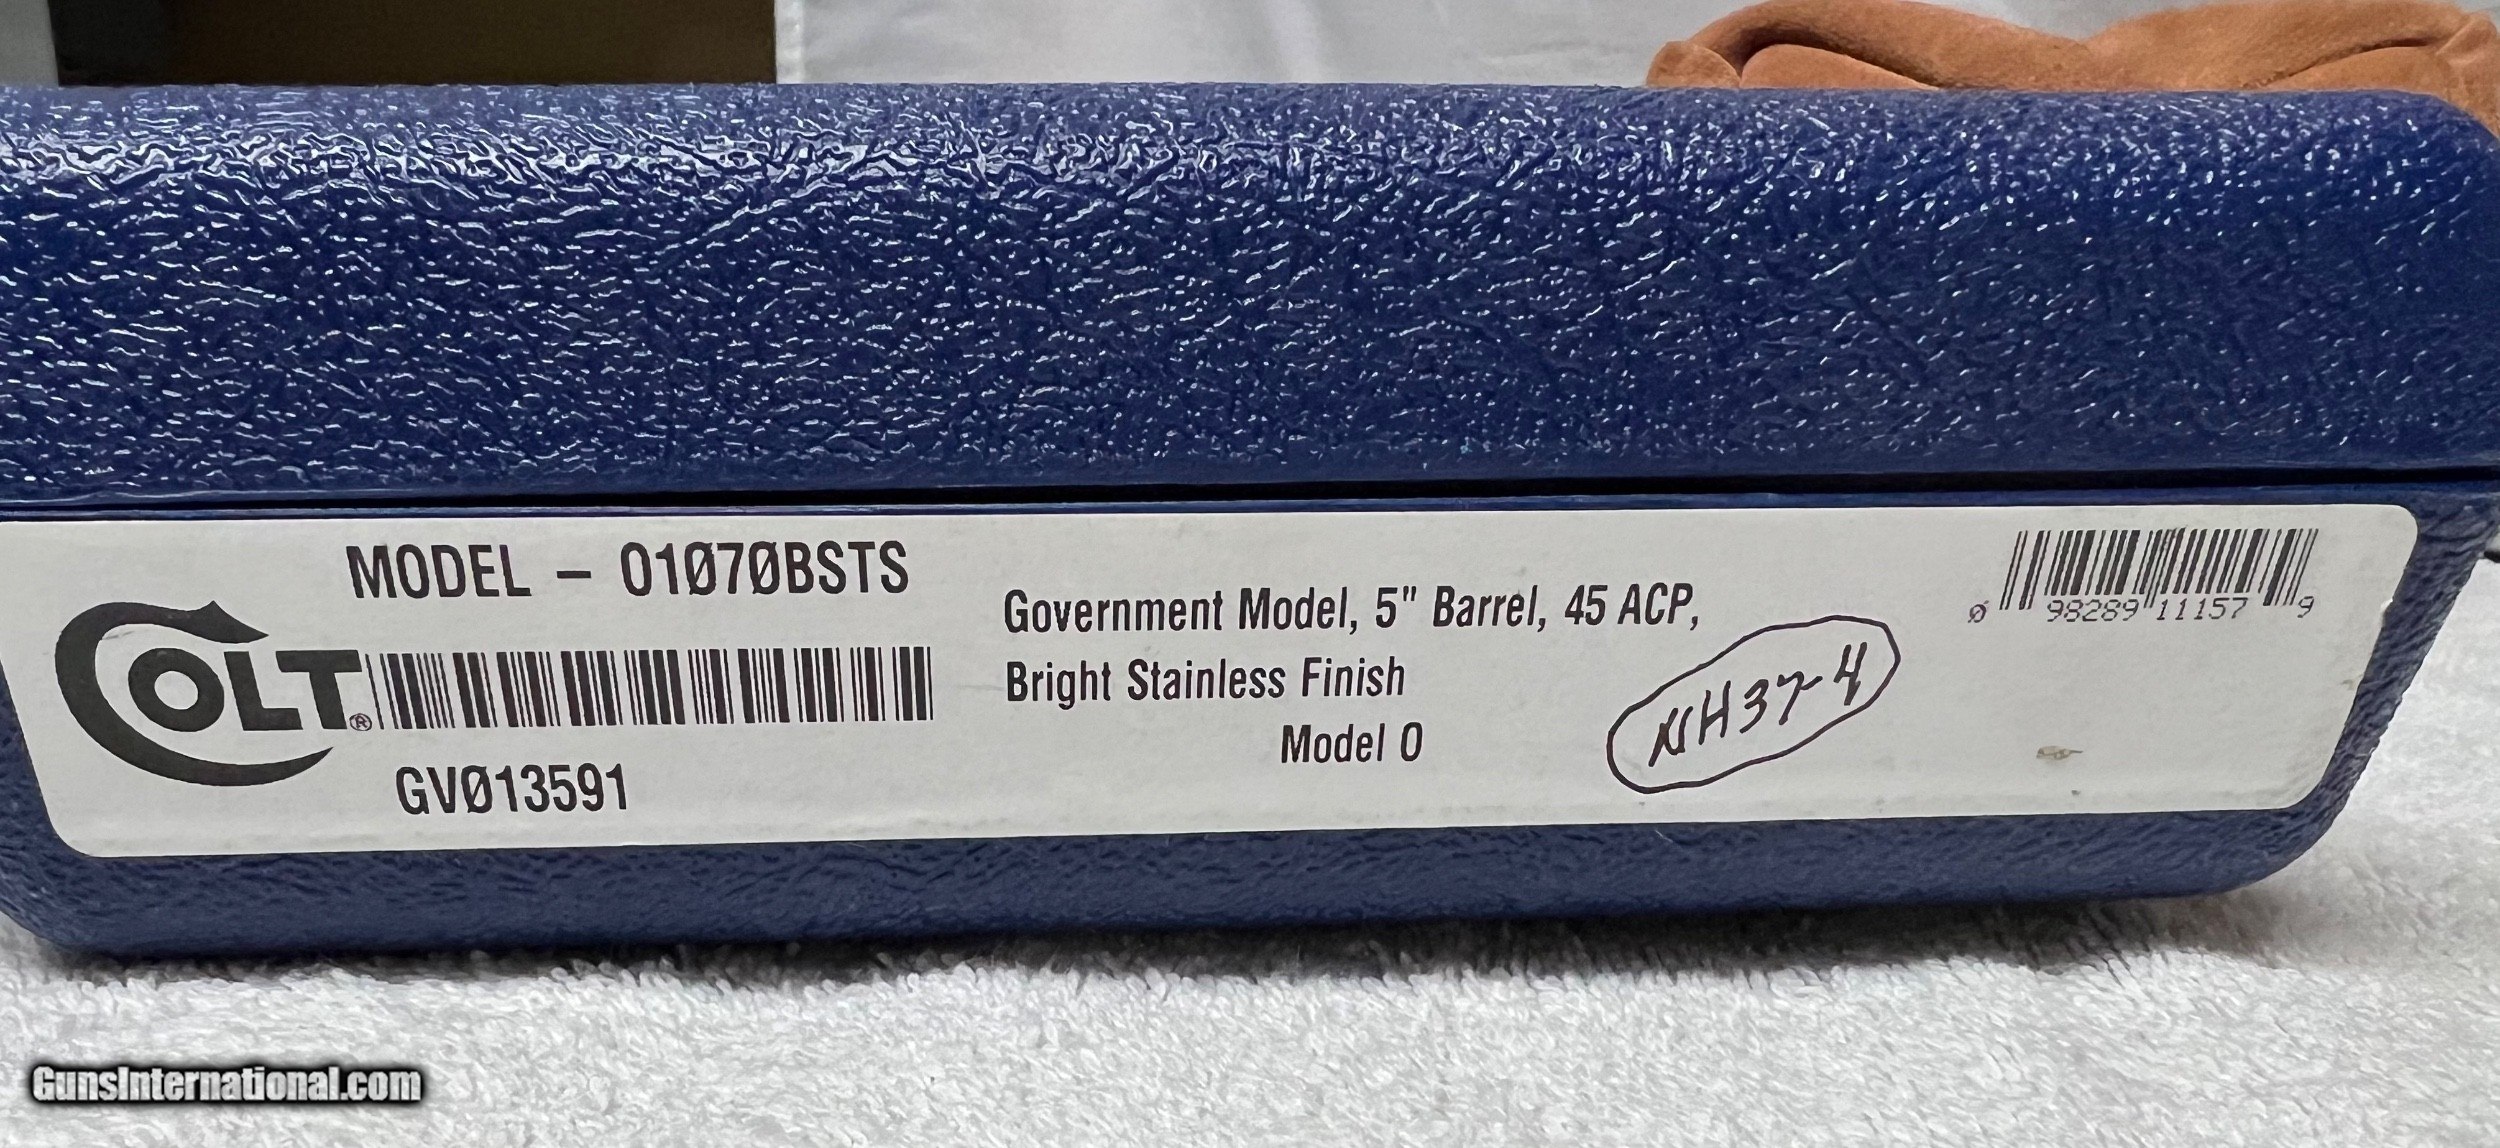 MODEL – O1Ø7ØBSTS
COLT®
GVØ13591
Government Model, 5" Barrel, 45 ACP,
Bright Stainless Finish
Model O
NH37-4
Ø 98289 11157 9
GunsInternational.com